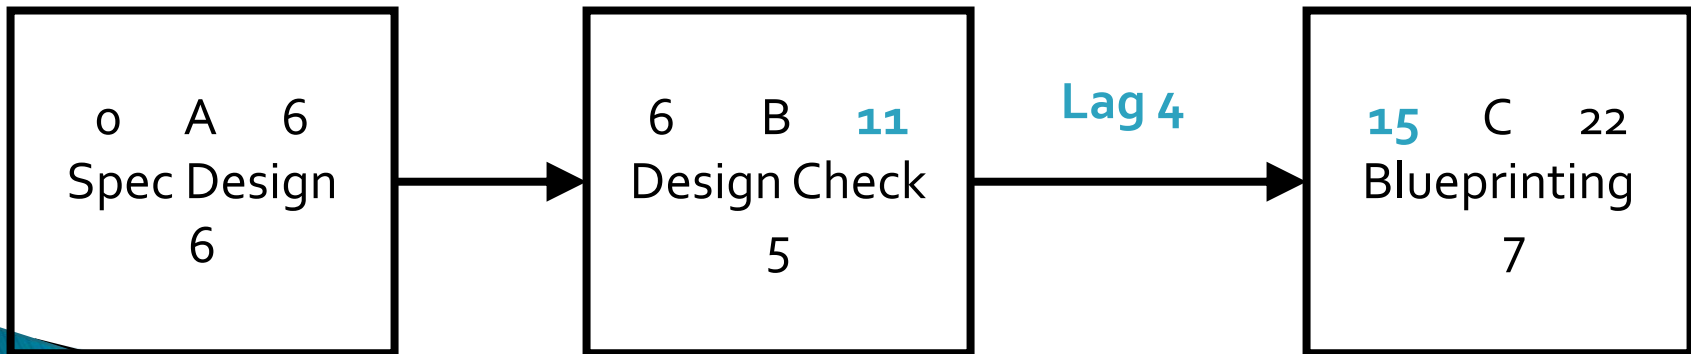 0 A 6
Spec Design
6
6 B 11
Design Check
5
Lag 4
15 C 22
Blueprinting
7